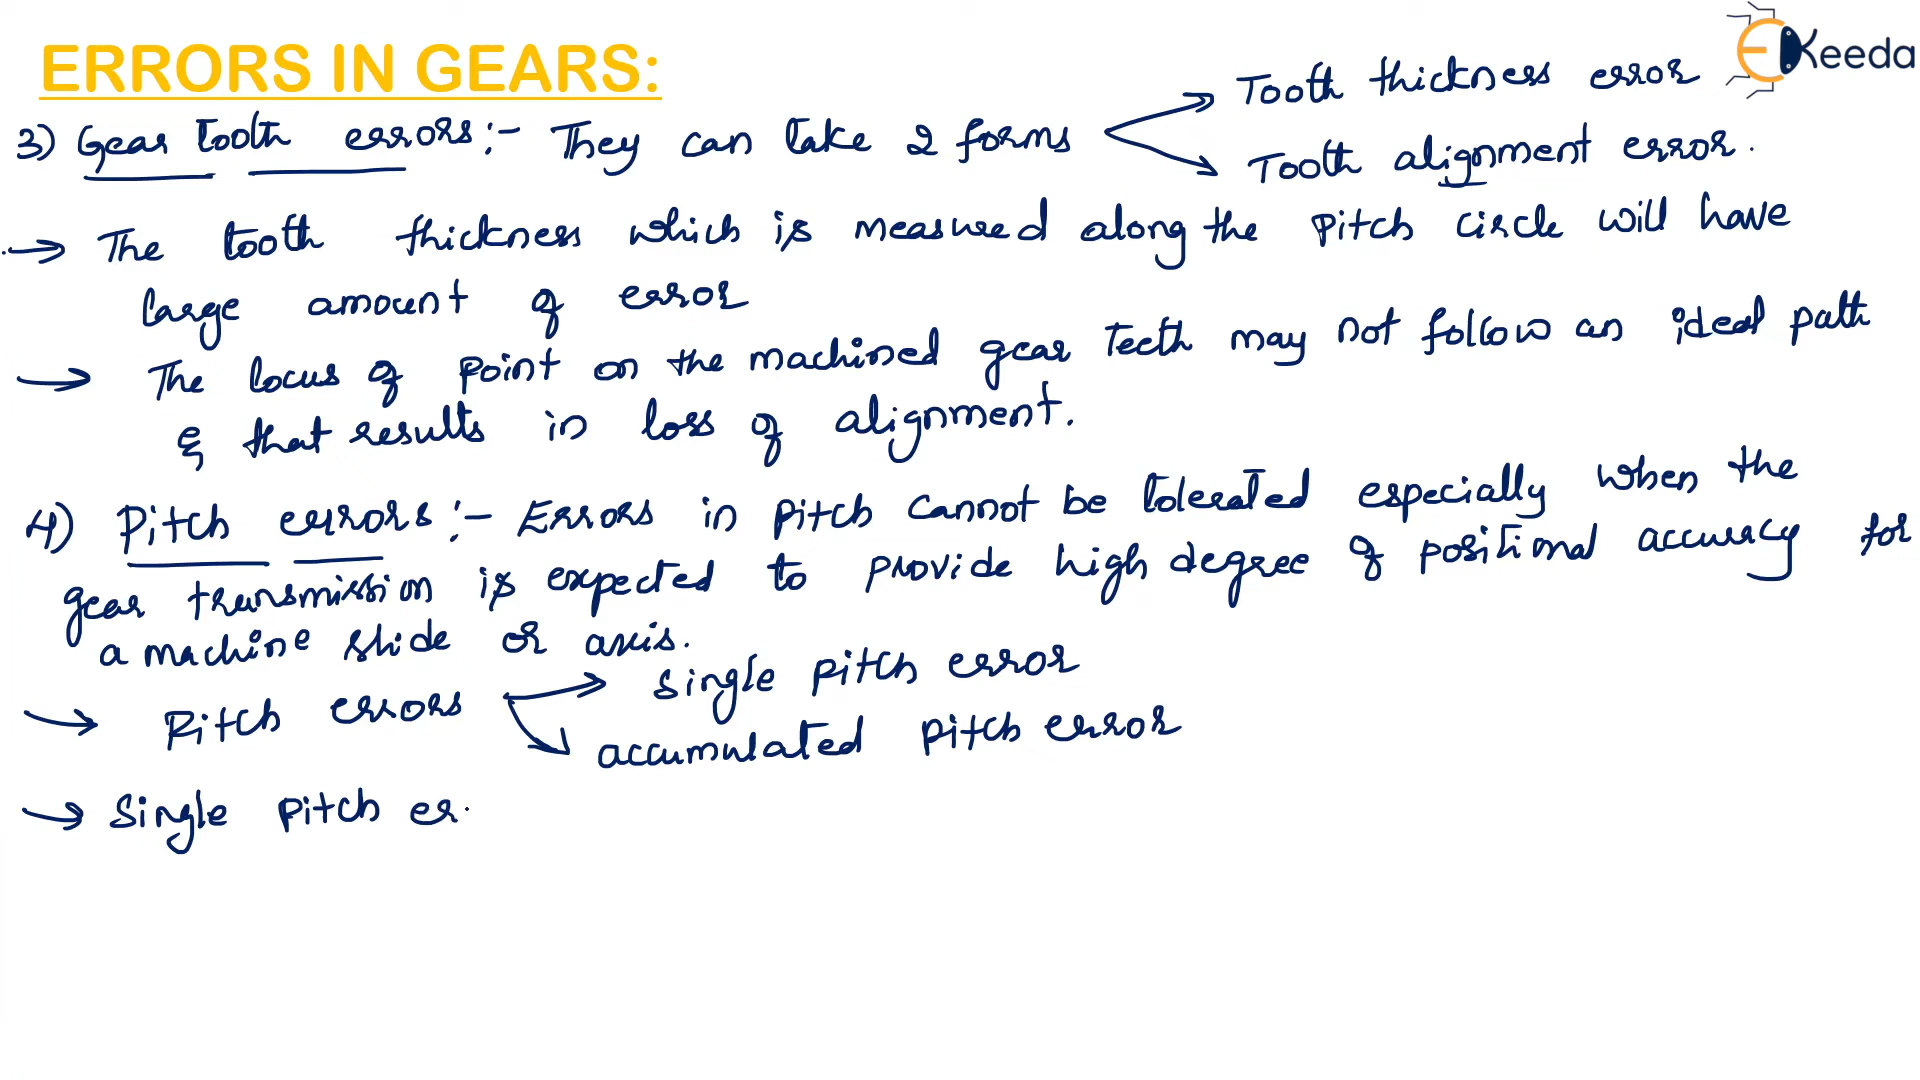 ERRORS IN GEARS:
EKeeda
3) Gear tooth errors :- They can take 2 forms
Tooth thickness error
Tooth alignment error.
→ The tooth thickness which is measured along the pitch circle will have
large amount of error
→ The locus of point on the machined gear teeth may not follow an ideal path
& that results in loss of alignment.
4) Pitch errors :- Errors in pitch cannot be tolerated especially when the
gear transmission is expected to provide high degree of positional accuracy for
a machine slide or axis.
→ Pitch errors → single pitch error
accumulated pitch error
→ Single pitch er.